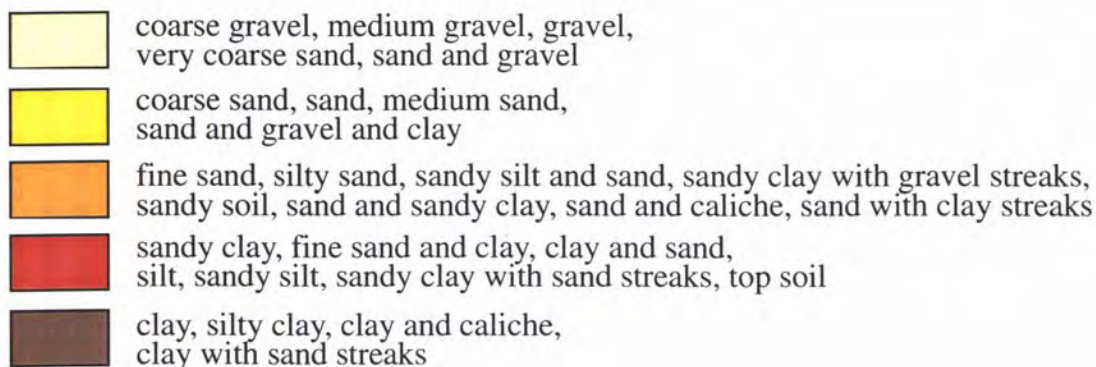 coarse gravel, medium gravel, gravel,
very coarse sand, sand and gravel
coarse sand, sand, medium sand,
sand and gravel and clay
fine sand, silty sand, sandy silt and sand, sandy clay with gravel streaks,
sandy soil, sand and sandy clay, sand and caliche, sand with clay streaks
sandy clay, fine sand and clay, clay and sand,
silt, sandy silt, sandy clay with sand streaks, top soil
clay, silty clay, clay and caliche,
clay with sand streaks